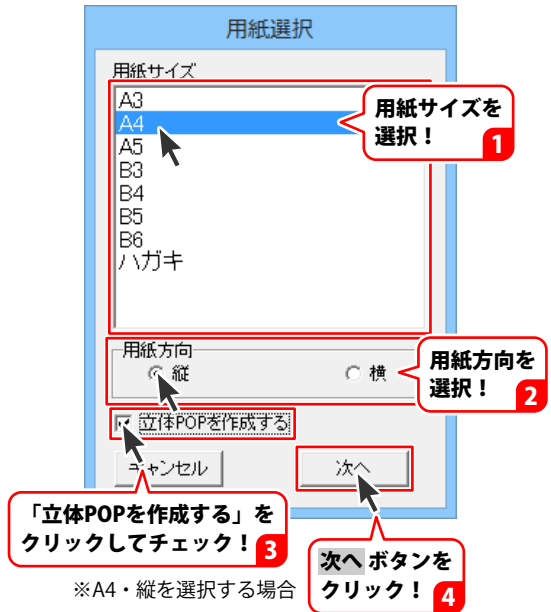 用紙選択
用紙サイズ
A3
A4
A5
B3
B4
B5
B6
ハガキ
用紙サイズを
選択！
1
用紙方向
縦
横
用紙方向を
選択！
2
立体POPを作成する
キャンセル
次へ
「立体POPを作成する」を
クリックしてチェック！
3
次へ ボタンを
クリック！
4
※A4・縦を選択する場合